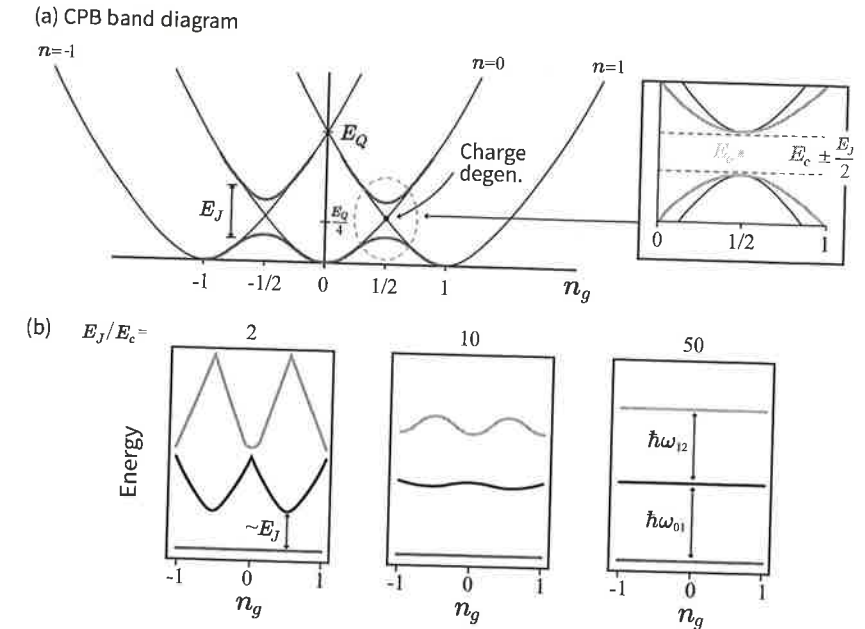 (a) CPB band diagram
n=-1
n=0
n=1
E_Q
Charge
degen.
E_J
E_Q/4
-1
-1/2
0
1/2
1
n_g
E_c ± E_J/2
0
1/2
1
(b)
E_J/E_c=
2
10
50
Energy
~E_J
ħω₁₂
ħω₀₁
-1
0
1
n_g
-1
0
1
n_g
-1
0
1
n_g